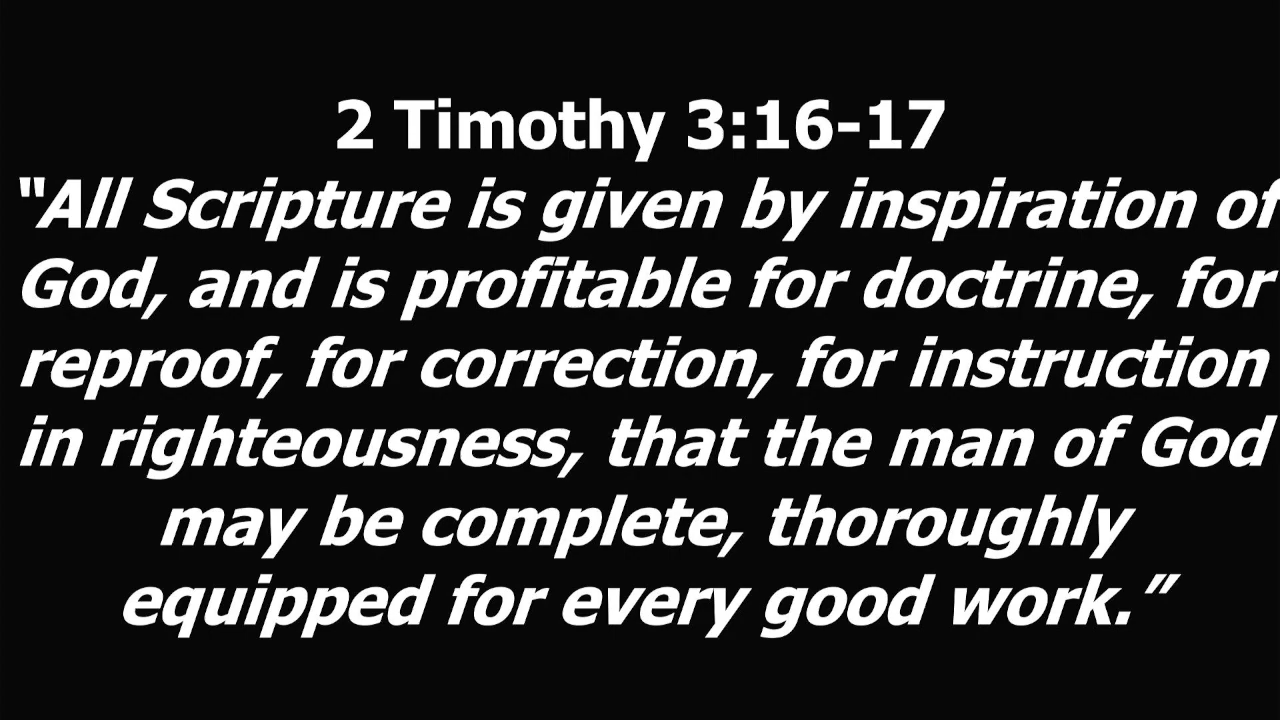 2 Timothy 3:16-17
“All Scripture is given by inspiration of
God, and is profitable for doctrine, for
reproof, for correction, for instruction
in righteousness, that the man of God
may be complete, thoroughly
equipped for every good work.”